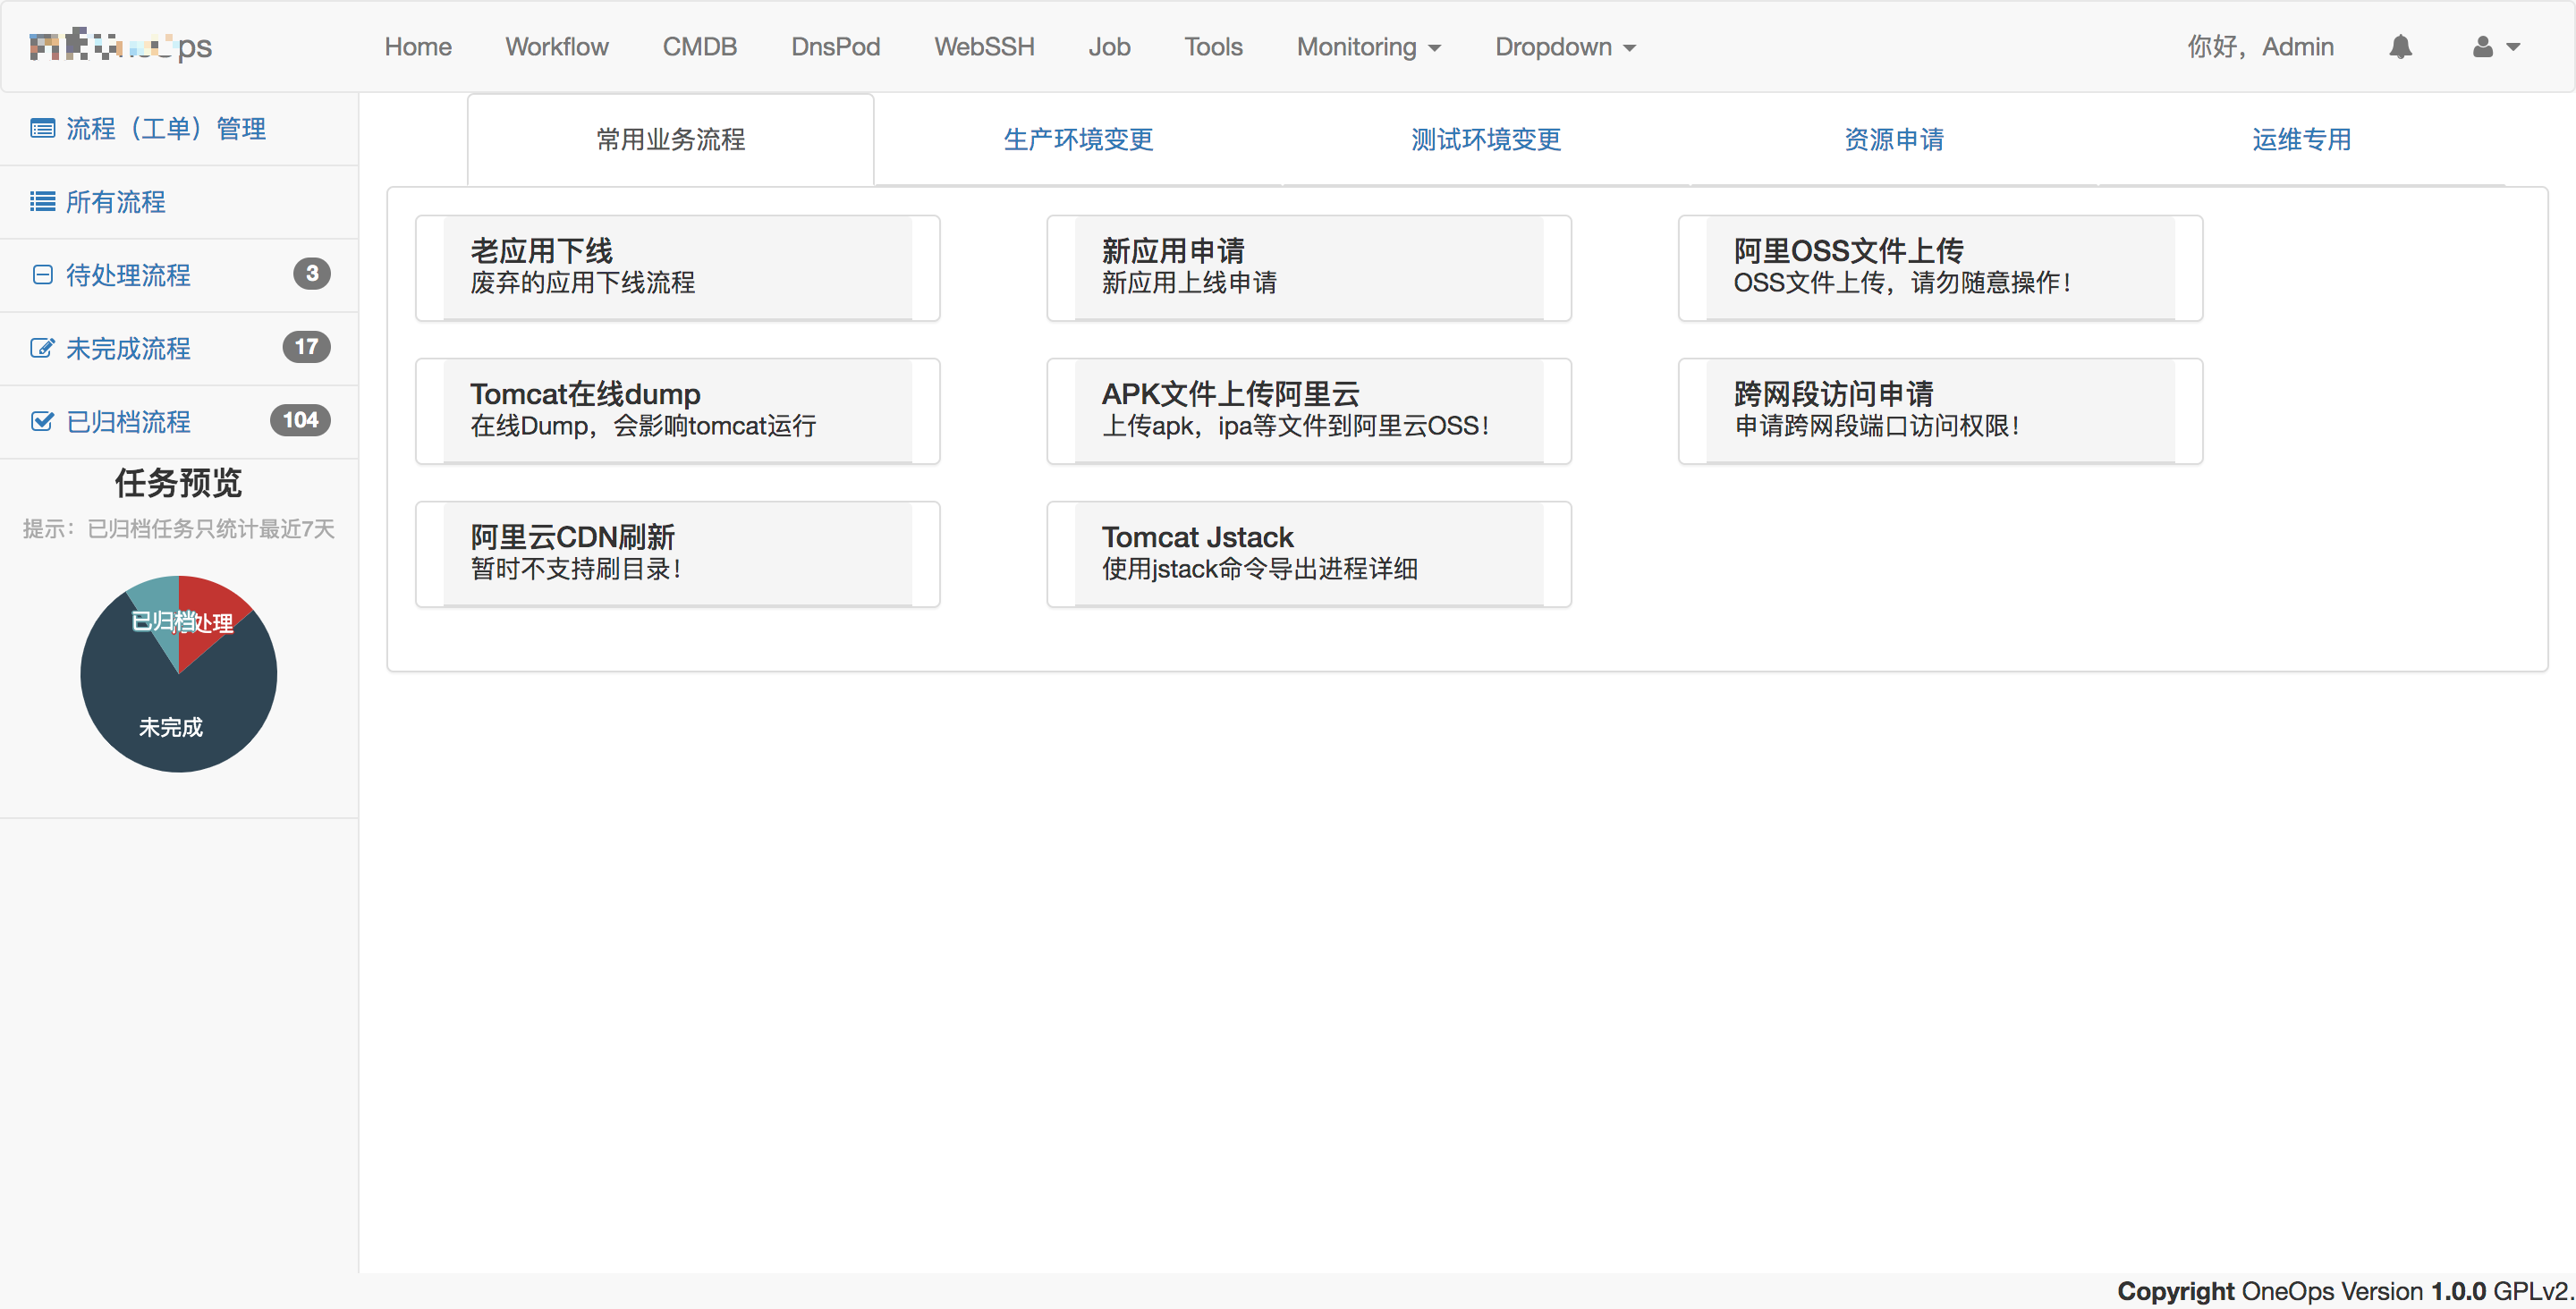 Home Workflow CMDB DnsPod WebSSH Job Tools Monitoring Dropdown 你好，Admin
流程（工单）管理
所有流程
待处理流程 3
未完成流程 17
已归档流程 104
任务预览
提示：已归档任务只统计最近7天
已归档 处理
未完成
常用业务流程 生产环境变更 测试环境变更 资源申请 运维专用
老应用下线
废弃的应用下线流程
新应用申请
新应用上线申请
阿里OSS文件上传
OSS文件上传，请勿随意操作！
Tomcat在线dump
在线Dump，会影响tomcat运行
APK文件上传阿里云
上传apk，ipa等文件到阿里云OSS！
跨网段访问申请
申请跨网段端口访问权限！
阿里云CDN刷新
暂时不支持刷目录！
Tomcat Jstack
使用jstack命令导出进程详细
Copyright OneOps Version 1.0.0 GPLv2.